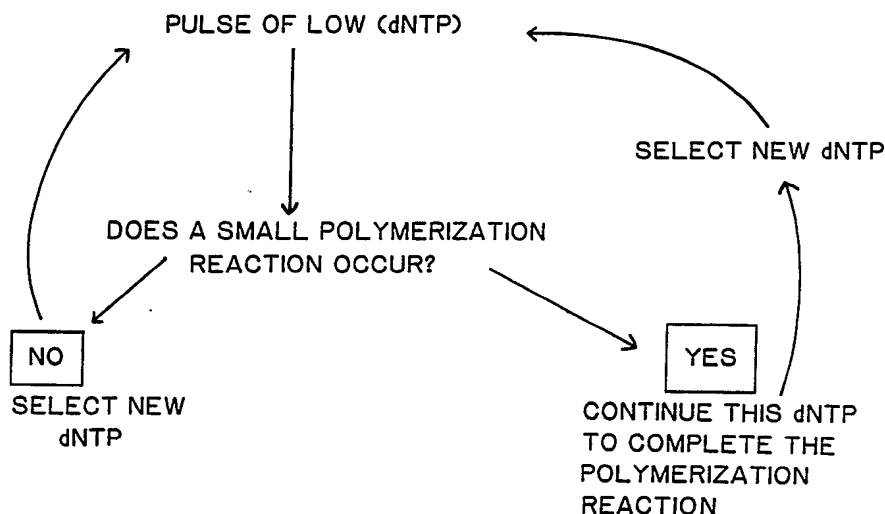 PULSE OF LOW (dNTP)
SELECT NEW dNTP
DOES A SMALL POLYMERIZATION
REACTION OCCUR?
NO
SELECT NEW
dNTP
YES
CONTINUE THIS dNTP
TO COMPLETE THE
POLYMERIZATION
REACTION